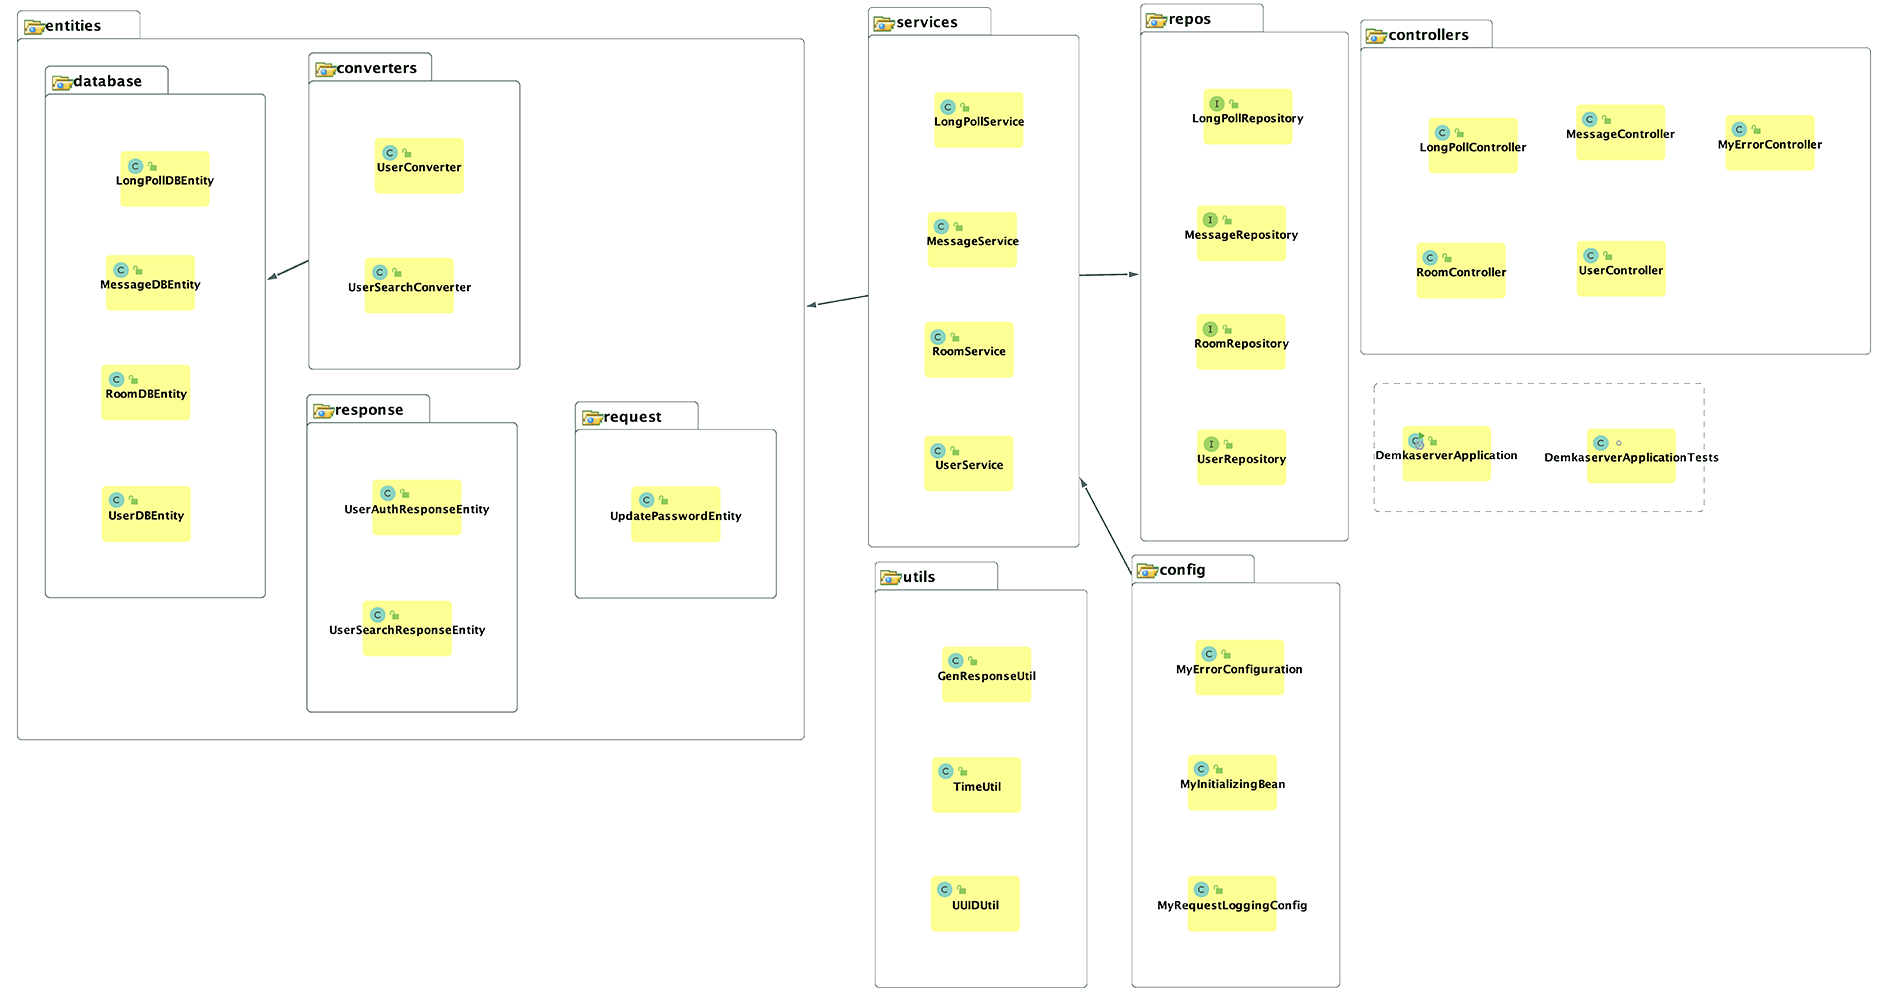 entities
database
LongPollDBEntity
MessageDBEntity
RoomDBEntity
UserDBEntity
converters
UserConverter
UserSearchConverter
response
UserAuthResponseEntity
UserSearchResponseEntity
request
UpdatePasswordEntity
services
C
LongPollService
C
MessageService
C
RoomService
C
UserService
repos
I
LongPollRepository
I
MessageRepository
I
RoomRepository
I
UserRepository
controllers
C
LongPollController
C
MessageController
C
MyErrorController
C
RoomController
C
UserController
C
DemkaserverApplication
C
DemkaserverApplicationTests
utils
C
GenResponseUtil
C
TimeUtil
C
UUIDUtil
config
C
MyErrorConfiguration
C
MyInitializingBean
C
MyRequestLoggingConfig